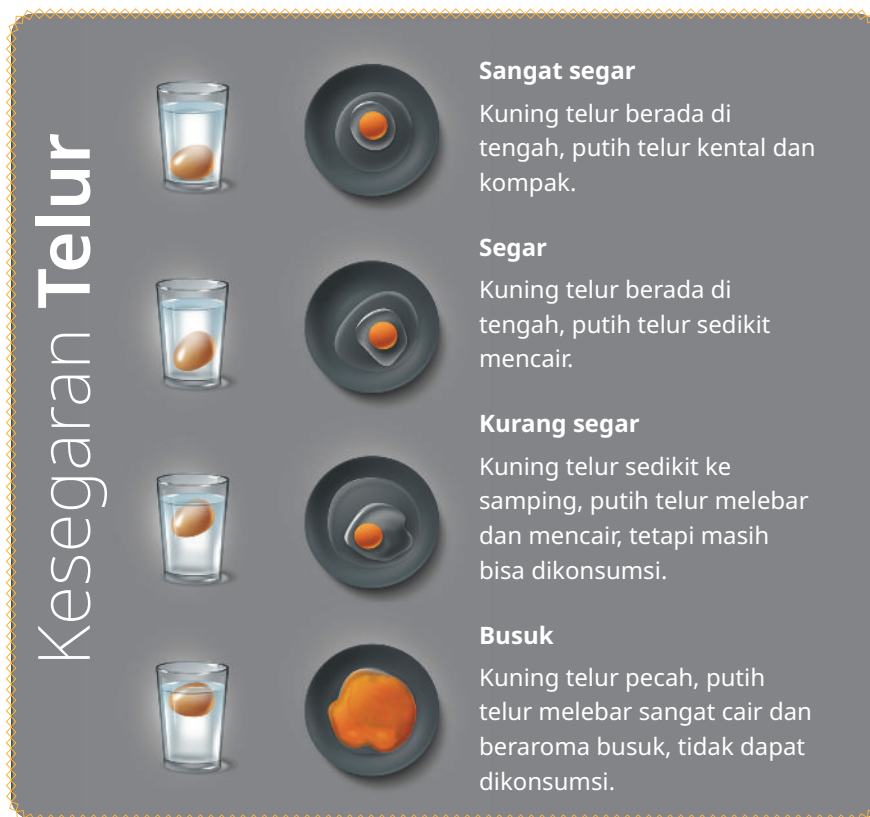 Kesegaran Telur
Sangat segar
Kuning telur berada di
tengah, putih telur kental dan
kompak.
Segar
Kuning telur berada di
tengah, putih telur sedikit
mencair.
Kurang segar
Kuning telur sedikit ke
samping, putih telur melebar
dan mencair, tetapi masih
bisa dikonsumsi.
Busuk
Kuning telur pecah, putih
telur melebar sangat cair dan
beraroma busuk, tidak dapat
dikonsumsi.